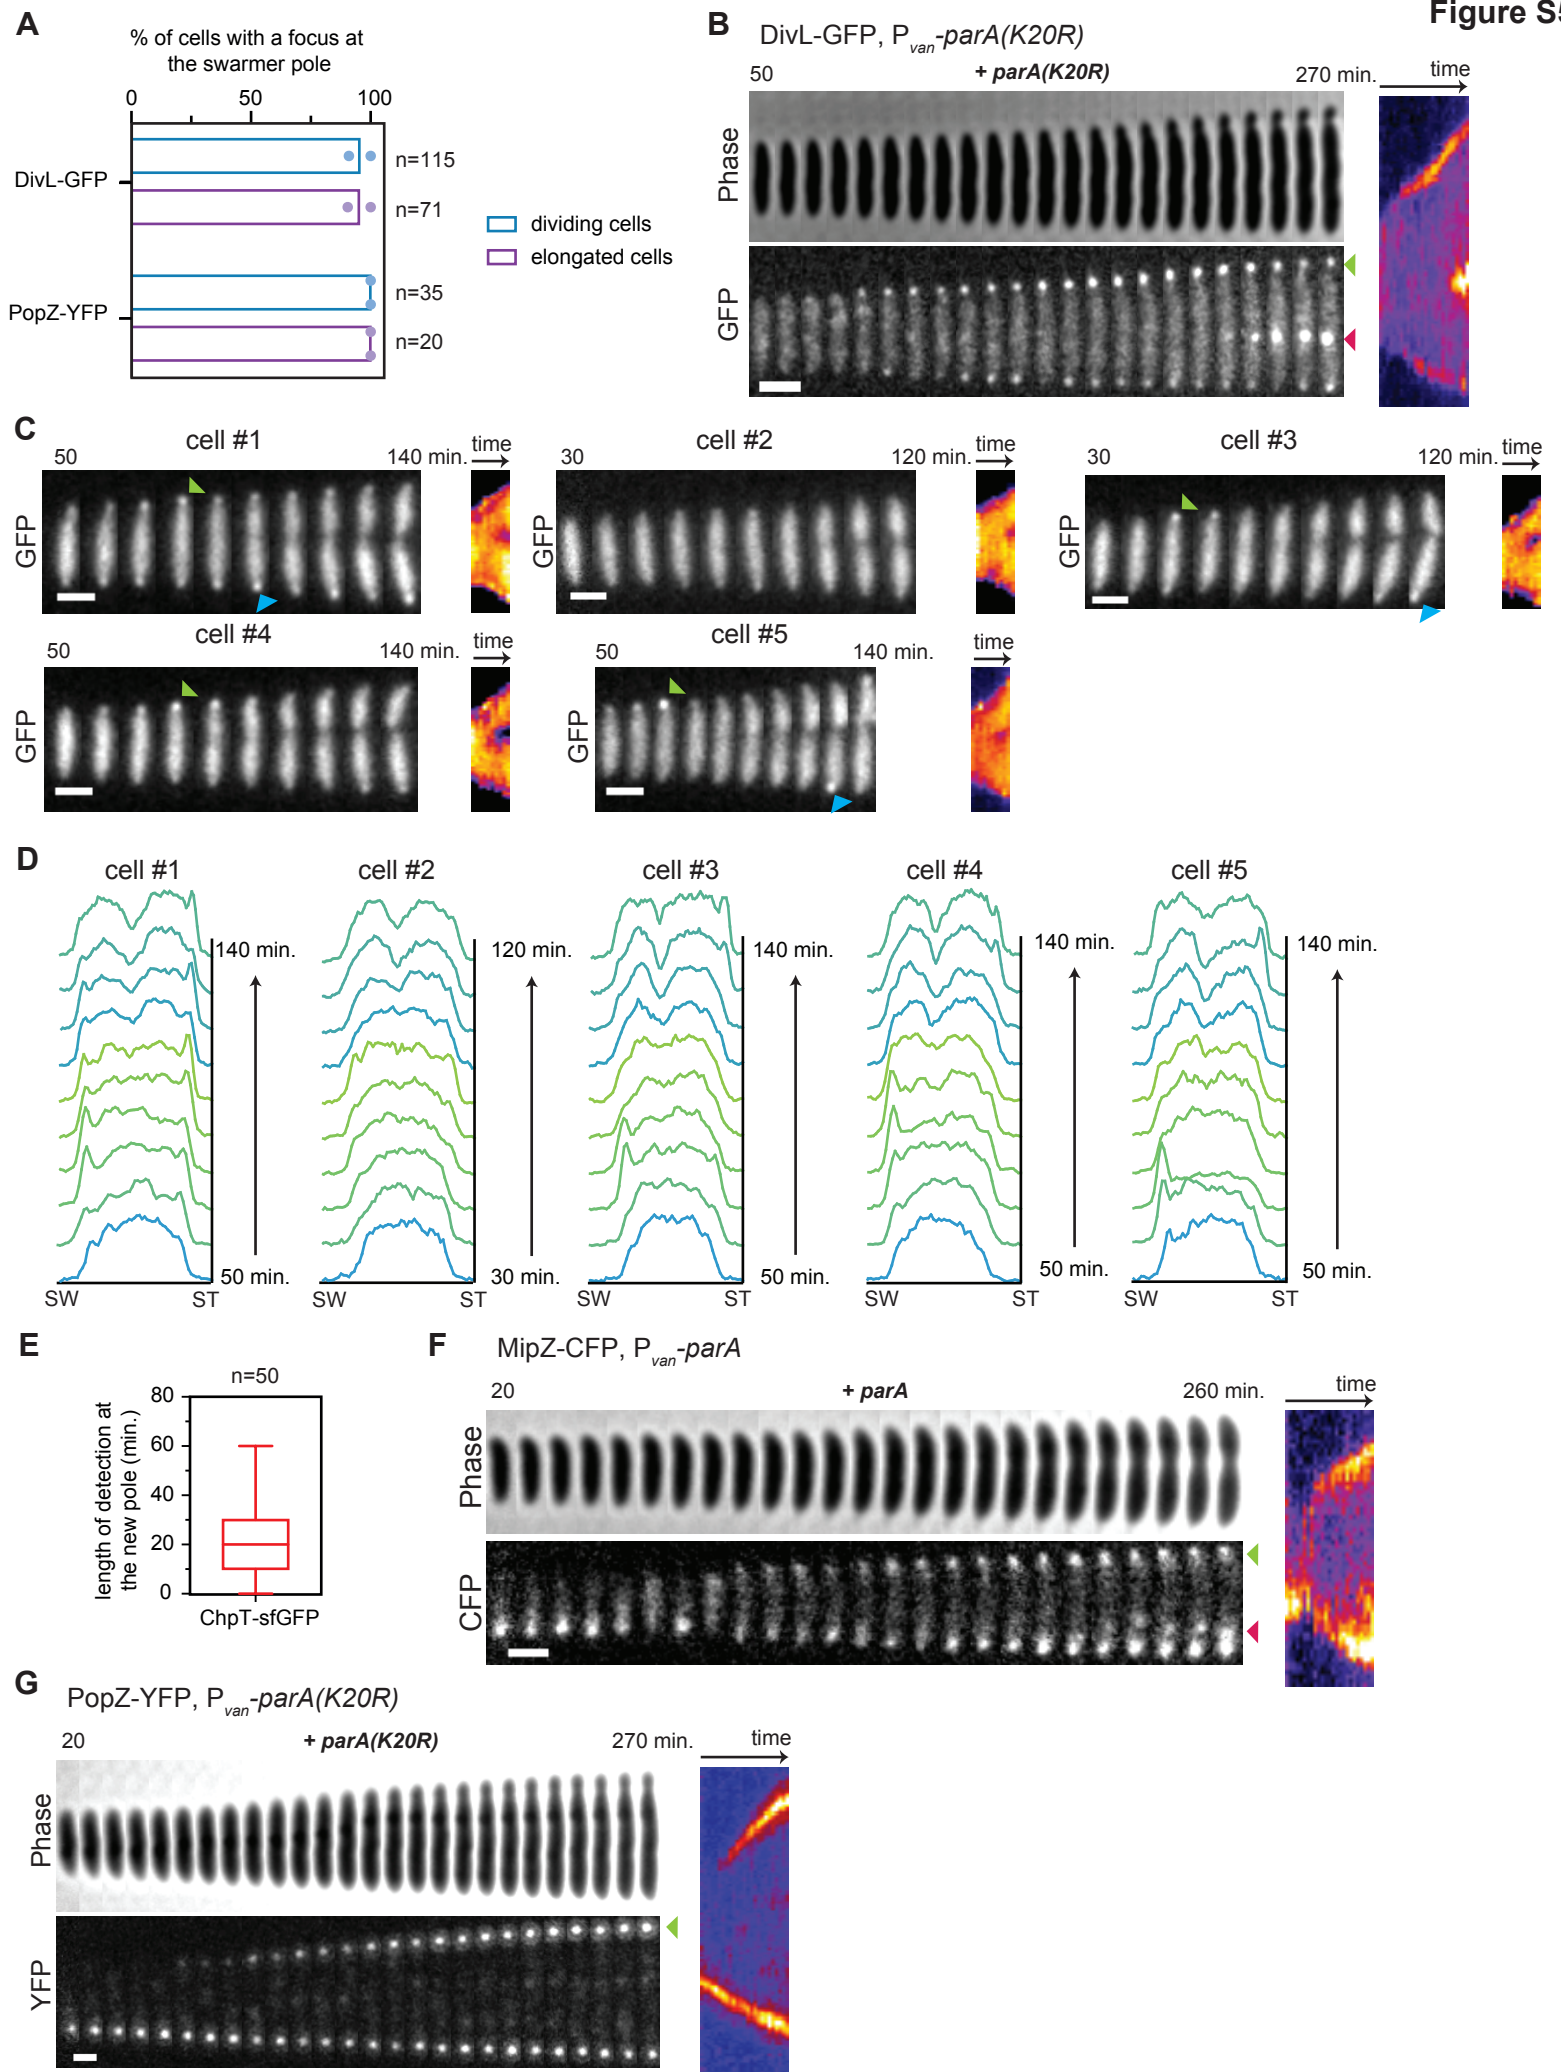 Figure S5
A
% of cells with a focus at
the swarmer pole
0 50 100
DivL-GFP
n=115
n=71
PopZ-YFP
n=35
n=20
dividing cells
elongated cells
B
DivL-GFP, Pvan-parA(K20R)
50 + parA(K20R) 270 min. time
Phase
GFP
C
cell #1
50 140 min. time
GFP
cell #2
30 120 min. time
GFP
cell #3
30 120 min. time
GFP
cell #4
50 140 min. time
GFP
cell #5
50 140 min. time
GFP
D
cell #1
140 min.
50 min.
SW ST
cell #2
120 min.
30 min.
SW ST
cell #3
140 min.
50 min.
SW ST
cell #4
140 min.
50 min.
SW ST
cell #5
140 min.
50 min.
SW ST
E
n=50
length of detection at
the new pole (min.)
80
60
40
20
0
ChpT-sfGFP
F
MipZ-CFP, Pvan-parA
20 + parA 260 min. time
Phase
CFP
G
PopZ-YFP, Pvan-parA(K20R)
20 + parA(K20R) 270 min. time
Phase
YFP